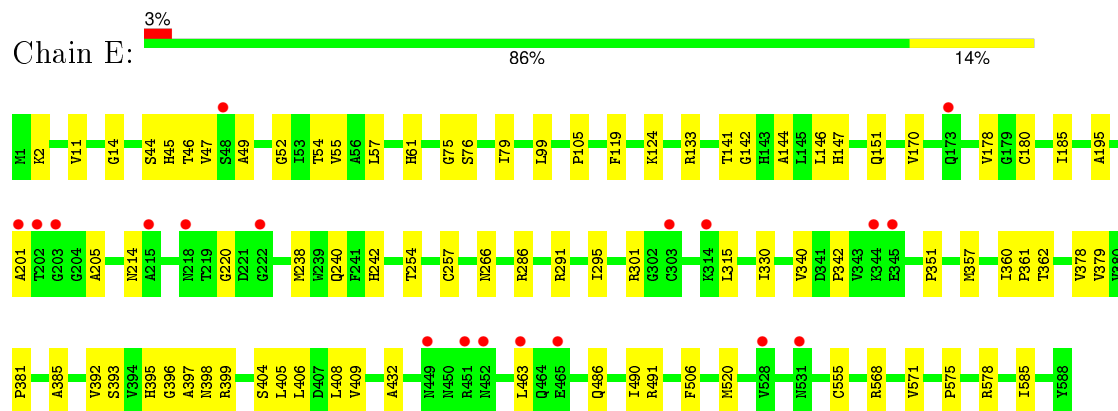 3%
Chain E:
86% 14%
M1 K2 V11 G14 S44 H45 T46 V47 S48 A49 G52 I53 T54 V55 A56 L57 H61 G75 S76 I79 L99 P105 F119 K124 R133 T141 G142 H143 A144 L145 L146 H147 Q151 V170 Q173 V178 G179 C180 I185 A195
A201 T202 G203 G204 A205 N214 A215 N218 T219 G220 D221 G222 M238 W239 Q240 F241 H242 T254 C257 N266 R286 R291 I295 R301 G302 C303 K314 L315 I330 V340 D341 P342 V343 K344 E345 P351 M357 I360 P361 T362 V378 V379
P381 A385 V392 S393 V394 H395 G396 A397 N398 R399 S404 L405 L406 D407 L408 V409 A432 N449 N450 R451 N452 L463 Q464 E465 Q486 I490 R491 F506 M520 V528 N531 C555 R568 V571 P575 R578 I585 Y588